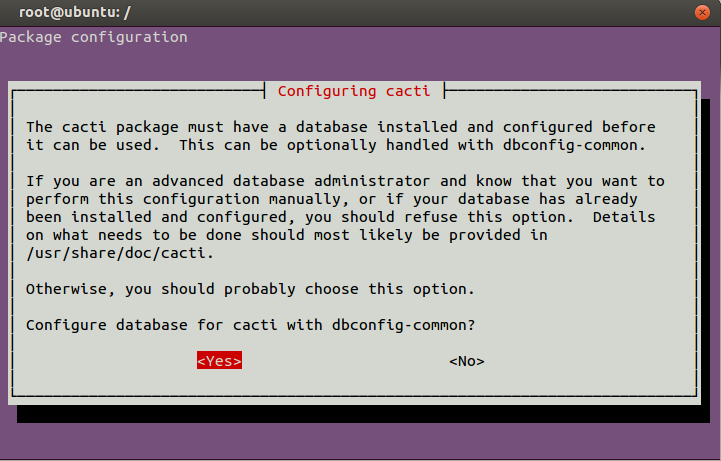 root@ubuntu: /
Package configuration
Configuring cacti
The cacti package must have a database installed and configured before
it can be used.  This can be optionally handled with dbconfig-common.
If you are an advanced database administrator and know that you want to
perform this configuration manually, or if your database has already
been installed and configured, you should refuse this option.  Details
on what needs to be done should most likely be provided in
/usr/share/doc/cacti.
Otherwise, you should probably choose this option.
Configure database for cacti with dbconfig-common?
<Yes> <No>